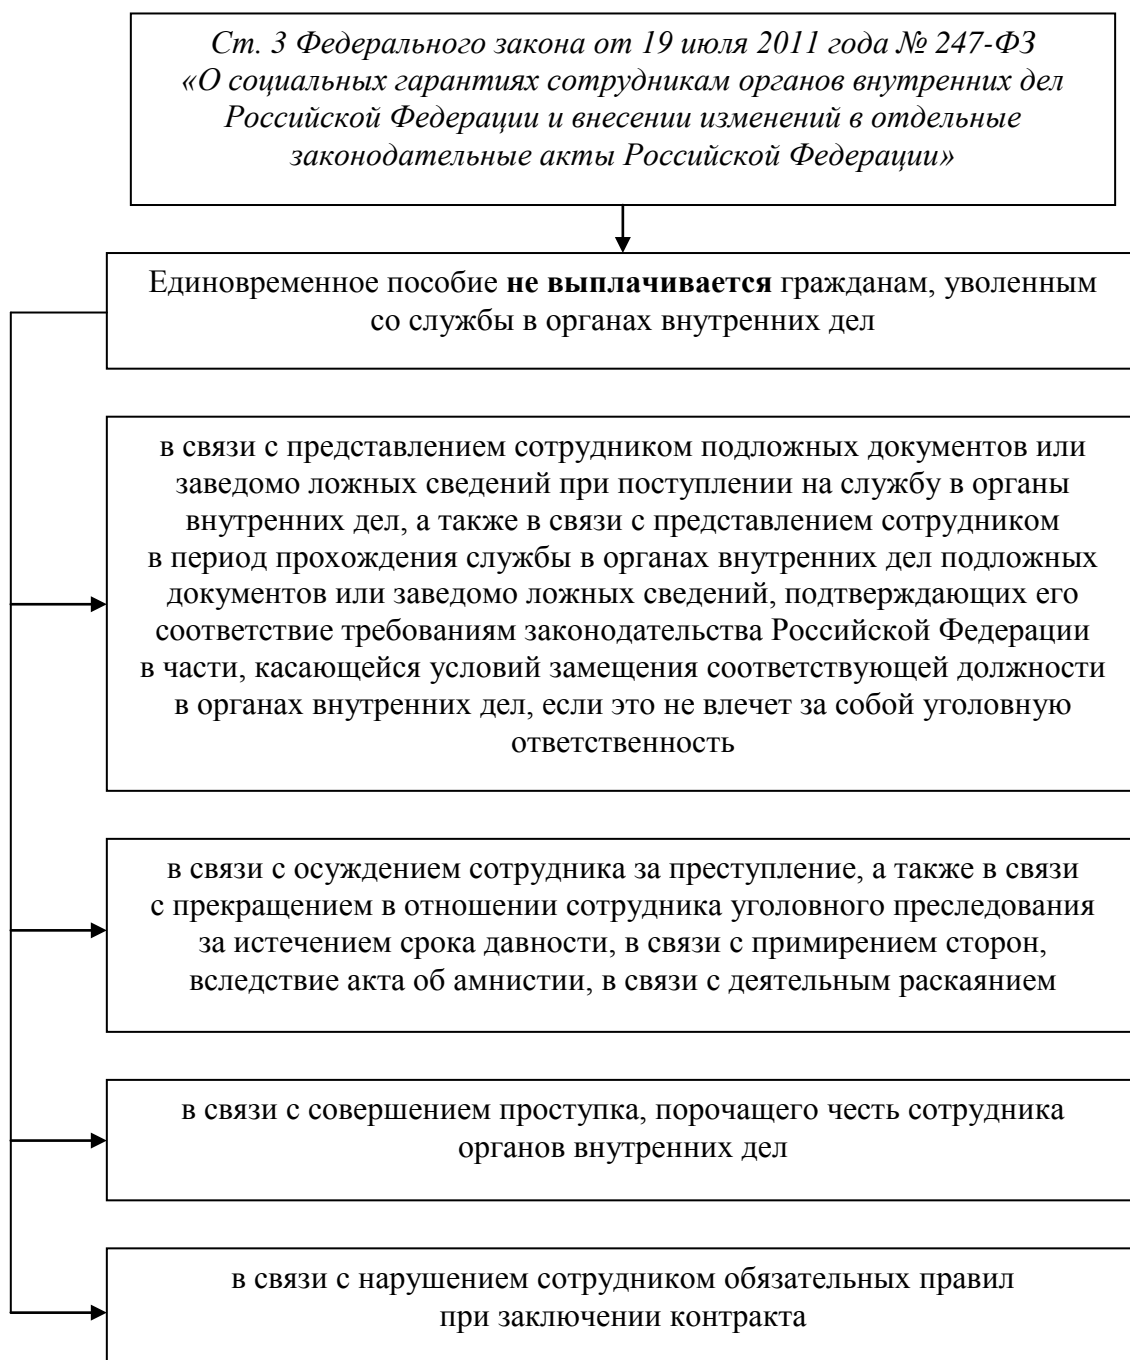 Ст. 3 Федерального закона от 19 июля 2011 года № 247-ФЗ
«О социальных гарантиях сотрудникам органов внутренних дел
Российской Федерации и внесении изменений в отдельные
законодательные акты Российской Федерации»
Единовременное пособие не выплачивается гражданам, уволенным
со службы в органах внутренних дел
в связи с представлением сотрудником подложных документов или
заведомо ложных сведений при поступлении на службу в органы
внутренних дел, а также в связи с представлением сотрудником
в период прохождения службы в органах внутренних дел подложных
документов или заведомо ложных сведений, подтверждающих его
соответствие требованиям законодательства Российской Федерации
в части, касающейся условий замещения соответствующей должности
в органах внутренних дел, если это не влечет за собой уголовную
ответственность
в связи с осуждением сотрудника за преступление, а также в связи
с прекращением в отношении сотрудника уголовного преследования
за истечением срока давности, в связи с примирением сторон,
вследствие акта об амнистии, в связи с деятельным раскаянием
в связи с совершением проступка, порочащего честь сотрудника
органов внутренних дел
в связи с нарушением сотрудником обязательных правил
при заключении контракта